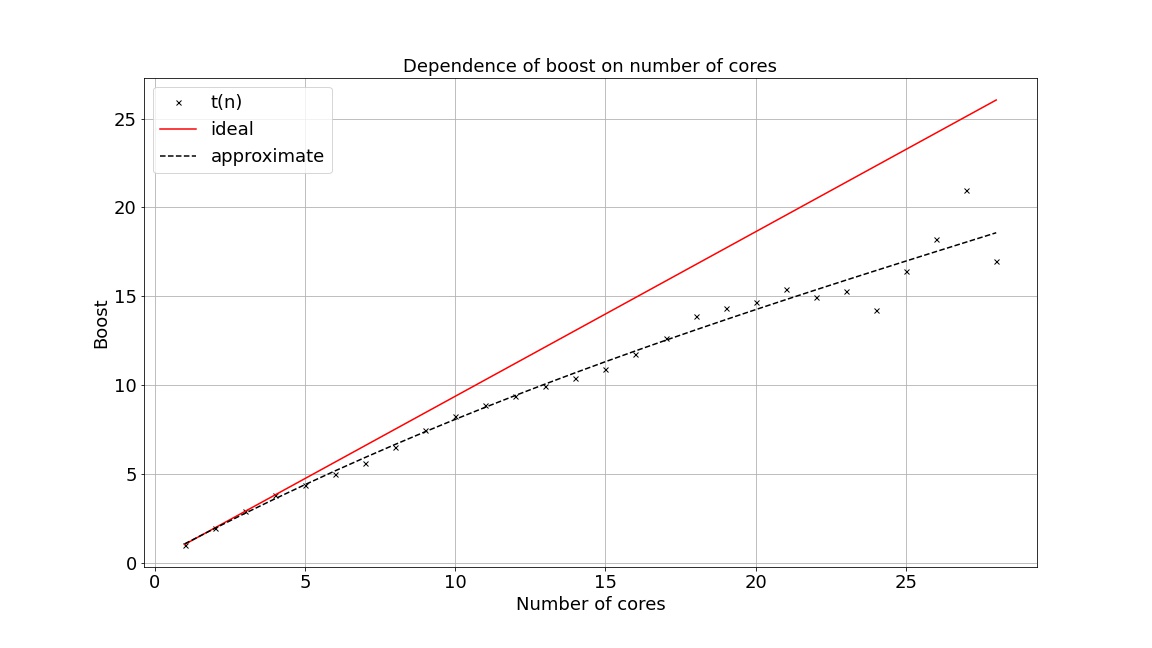 Dependence of boost on number of cores
t(n)
ideal
approximate
25
20
15
10
5
0
Boost
0 5 10 15 20 25
Number of cores